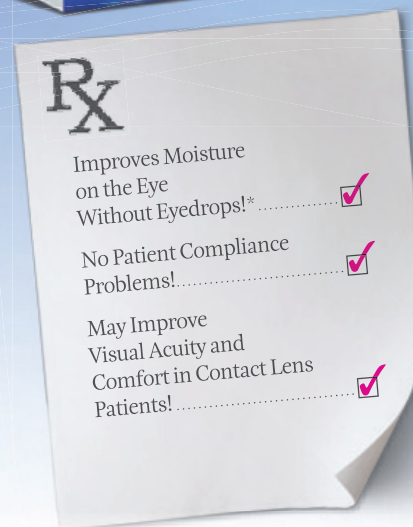 Rx
Improves Moisture
on the Eye
Without Eyedrops!*
No Patient Compliance
Problems!
May Improve
Visual Acuity and
Comfort in Contact Lens
Patients!